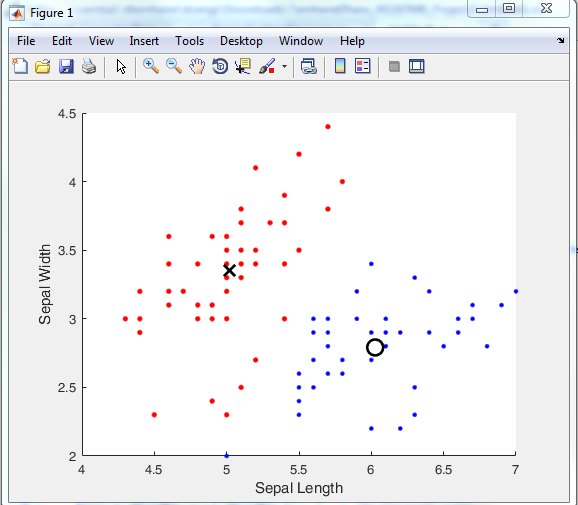 Figure 1
File Edit View Insert Tools Desktop Window Help
4.5
4
3.5
3
2.5
2
Sepal Width
4 4.5 5 5.5 6 6.5 7
Sepal Length